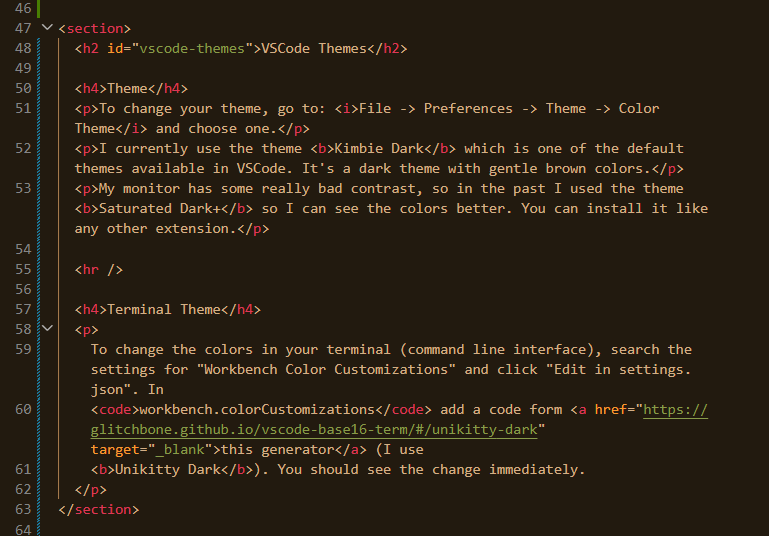 46
47 <section>
48 <h2 id="vscode-themes">VSCode Themes</h2>
49
50 <h4>Theme</h4>
51 <p>To change your theme, go to: <i>File -> Preferences -> Theme -> Color
Theme</i> and choose one.</p>
52 <p>I currently use the theme <b>Kimbie Dark</b> which is one of the default
themes available in VSCode. It's a dark theme with gentle brown colors.</p>
53 <p>My monitor has some really bad contrast, so in the past I used the theme
<b>Saturated Dark+</b> so I can see the colors better. You can install it like
any other extension.</p>
54
55 <hr />
56
57 <h4>Terminal Theme</h4>
58 <p>
59 To change the colors in your terminal (command line interface), search the
settings for "Workbench Color Customizations" and click "Edit in settings.
json". In
60 <code>workbench.colorCustomizations</code> add a code form <a href="https://
glitchbone.github.io/vscode-base16-term/#/unikitty-dark"
target="_blank">this generator</a> (I use
61 <b>Unikitty Dark</b>). You should see the change immediately.
62 </p>
63 </section>
64